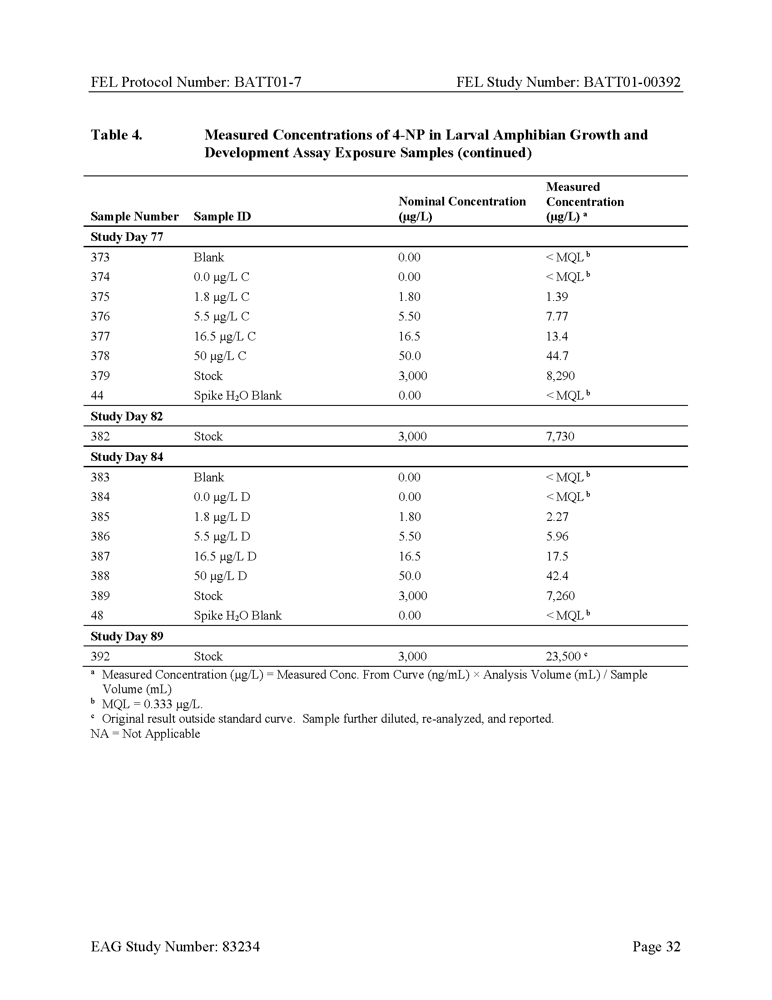 FEL Protocol Number: BATT01-7 FEL Study Number: BATT01-00392
Table 4. Measured Concentrations of 4-NP in Larval Amphibian Growth and
Development Assay Exposure Samples (continued)
Measured
Nominal Concentration Concentration
Sample Number Sample ID (µg/L) (µg/L) ᵃ
Study Day 77
373 Blank 0.00 < MQL ᵇ
374 0.0 µg/L C 0.00 < MQL ᵇ
375 1.8 µg/L C 1.80 1.39
376 5.5 µg/L C 5.50 7.77
377 16.5 µg/L C 16.5 13.4
378 50 µg/L C 50.0 44.7
379 Stock 3,000 8,290
44 Spike H₂O Blank 0.00 < MQL ᵇ
Study Day 82
382 Stock 3,000 7,730
Study Day 84
383 Blank 0.00 < MQL ᵇ
384 0.0 µg/L D 0.00 < MQL ᵇ
385 1.8 µg/L D 1.80 2.27
386 5.5 µg/L D 5.50 5.96
387 16.5 µg/L D 16.5 17.5
388 50 µg/L D 50.0 42.4
389 Stock 3,000 7,260
48 Spike H₂O Blank 0.00 < MQL ᵇ
Study Day 89
392 Stock 3,000 23,500 ᶜ
ᵃ Measured Concentration (µg/L) = Measured Conc. From Curve (ng/mL) × Analysis Volume (mL) / Sample
Volume (mL)
ᵇ MQL = 0.333 µg/L.
ᶜ Original result outside standard curve. Sample further diluted, re-analyzed, and reported.
NA = Not Applicable
EAG Study Number: 83234 Page 32